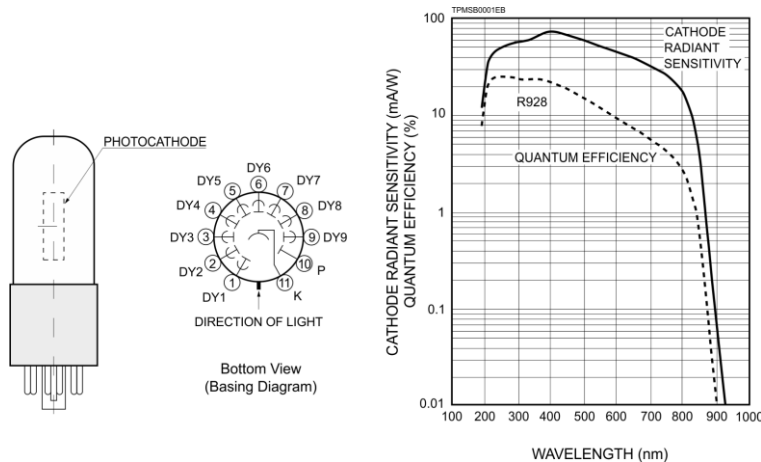 PHOTOCATHODE
DY6
DY5
DY7
DY4
DY8
DY3
DY9
DY2
P
DY1
K
1
2
3
4
5
6
7
8
9
10
11
DIRECTION OF LIGHT
Bottom View
(Basing Diagram)
TPMSB0001EB
CATHODE RADIANT SENSITIVITY (mA/W)
QUANTUM EFFICIENCY (%)
100
10
1
0.1
0.01
CATHODE
RADIANT
SENSITIVITY
R928
QUANTUM EFFICIENCY
100 200 300 400 500 600 700 800 900 1000
WAVELENGTH (nm)